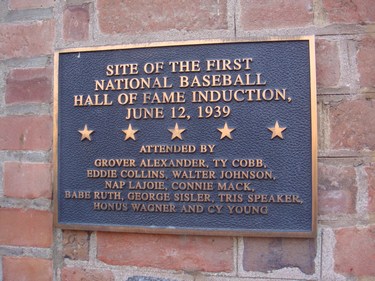 SITE OF THE FIRST
NATIONAL BASEBALL
HALL OF FAME INDUCTION,
JUNE 12, 1939
ATTENDED BY
GROVER ALEXANDER, TY COBB,
EDDIE COLLINS, WALTER JOHNSON,
NAP LAJOIE, CONNIE MACK,
BABE RUTH, GEORGE SISLER, TRIS SPEAKER,
HONUS WAGNER AND CY YOUNG